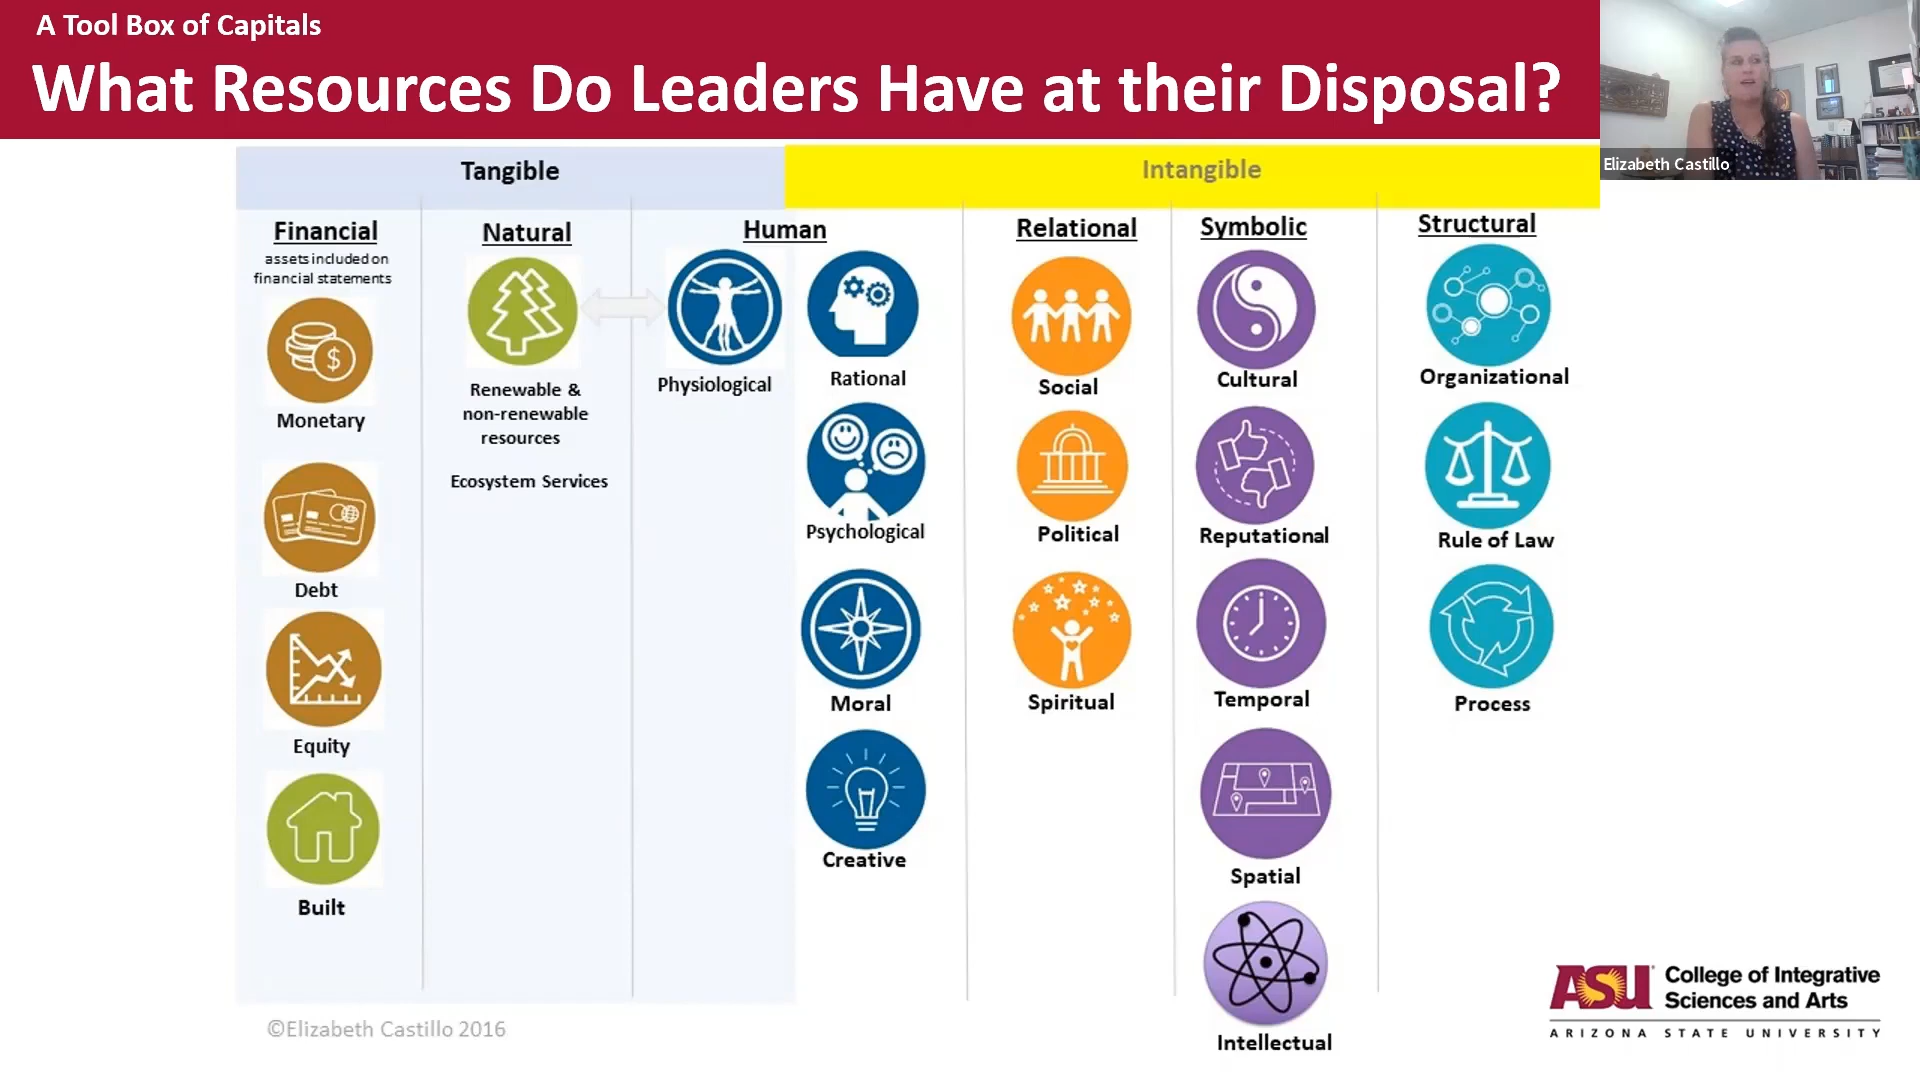 A Tool Box of Capitals
What Resources Do Leaders Have at their Disposal?
Elizabeth Castillo
Tangible
Intangible
Financial
assets included on
financial statements
Monetary
Debt
Equity
Built
Natural
Renewable &
non-renewable
resources
Ecosystem Services
Human
Physiological
Rational
Psychological
Moral
Creative
Relational
Social
Political
Spiritual
Symbolic
Cultural
Reputational
Temporal
Spatial
Intellectual
Structural
Organizational
Rule of Law
Process
©Elizabeth Castillo 2016
ASU College of Integrative
Sciences and Arts
ARIZONA STATE UNIVERSITY